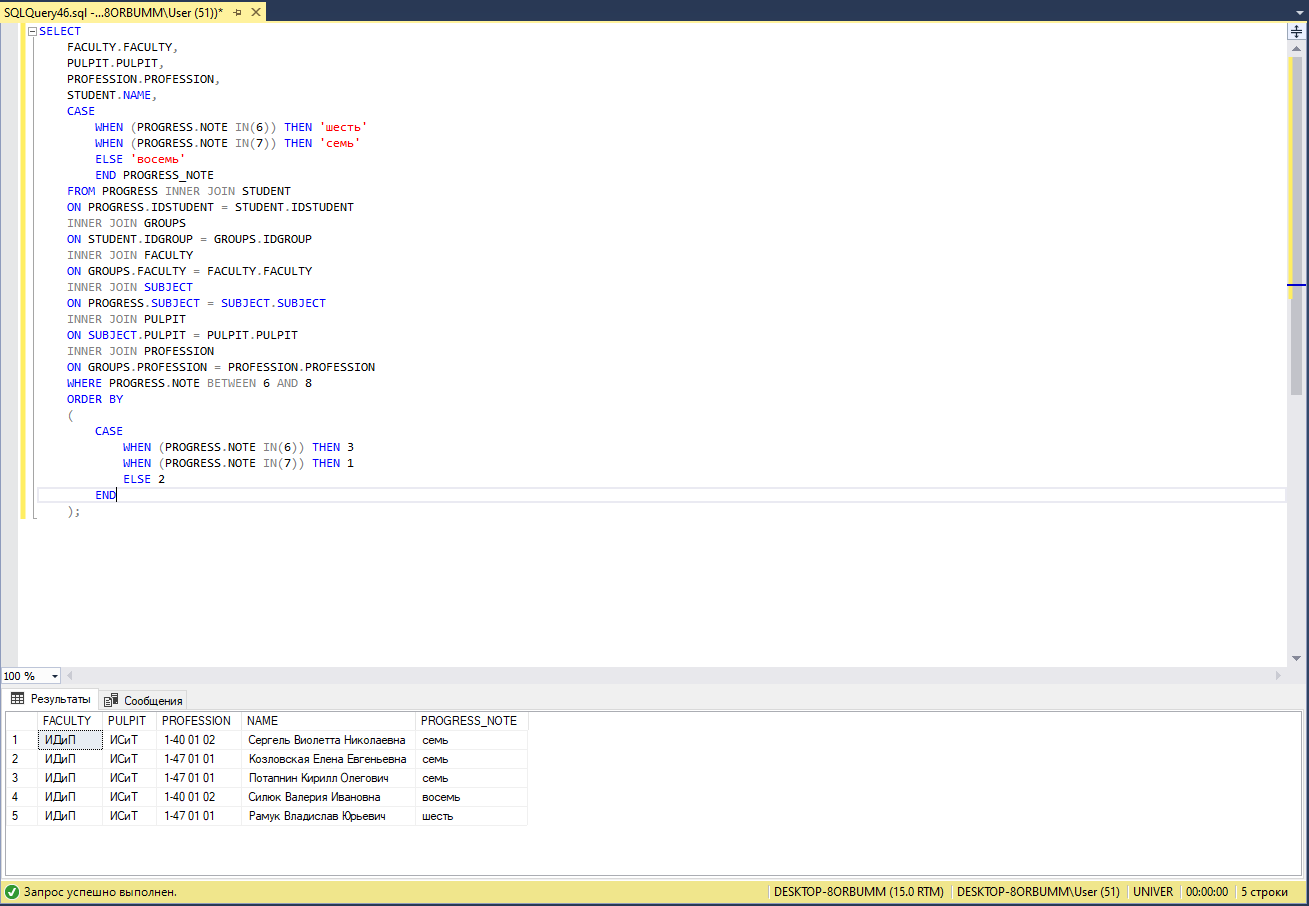 SQLQuery46.sql -...8ORBUMM\User (51))*
SELECT
FACULTY.FACULTY,
PULPIT.PULPIT,
PROFESSION.PROFESSION,
STUDENT.NAME,
CASE
WHEN (PROGRESS.NOTE IN(6)) THEN 'шесть'
WHEN (PROGRESS.NOTE IN(7)) THEN 'семь'
ELSE 'восемь'
END PROGRESS_NOTE
FROM PROGRESS INNER JOIN STUDENT
ON PROGRESS.IDSTUDENT = STUDENT.IDSTUDENT
INNER JOIN GROUPS
ON STUDENT.IDGROUP = GROUPS.IDGROUP
INNER JOIN FACULTY
ON GROUPS.FACULTY = FACULTY.FACULTY
INNER JOIN SUBJECT
ON PROGRESS.SUBJECT = SUBJECT.SUBJECT
INNER JOIN PULPIT
ON SUBJECT.PULPIT = PULPIT.PULPIT
INNER JOIN PROFESSION
ON GROUPS.PROFESSION = PROFESSION.PROFESSION
WHERE PROGRESS.NOTE BETWEEN 6 AND 8
ORDER BY
(
CASE
WHEN (PROGRESS.NOTE IN(6)) THEN 3
WHEN (PROGRESS.NOTE IN(7)) THEN 1
ELSE 2
END
);
100 %
Результаты Сообщения
FACULTY PULPIT PROFESSION NAME PROGRESS_NOTE
1 ИДиП ИСиТ 1-40 01 02 Сергель Виолетта Николаевна семь
2 ИДиП ИСиТ 1-47 01 01 Козловская Елена Евгеньевна семь
3 ИДиП ИСиТ 1-47 01 01 Потапнин Кирилл Олегович семь
4 ИДиП ИСиТ 1-40 01 02 Силюк Валерия Ивановна восемь
5 ИДиП ИСиТ 1-47 01 01 Рамук Владислав Юрьевич шесть
Запрос успешно выполнен. DESKTOP-8ORBUMM (15.0 RTM) DESKTOP-8ORBUMM\User (51) UNIVER 00:00:00 5 строки